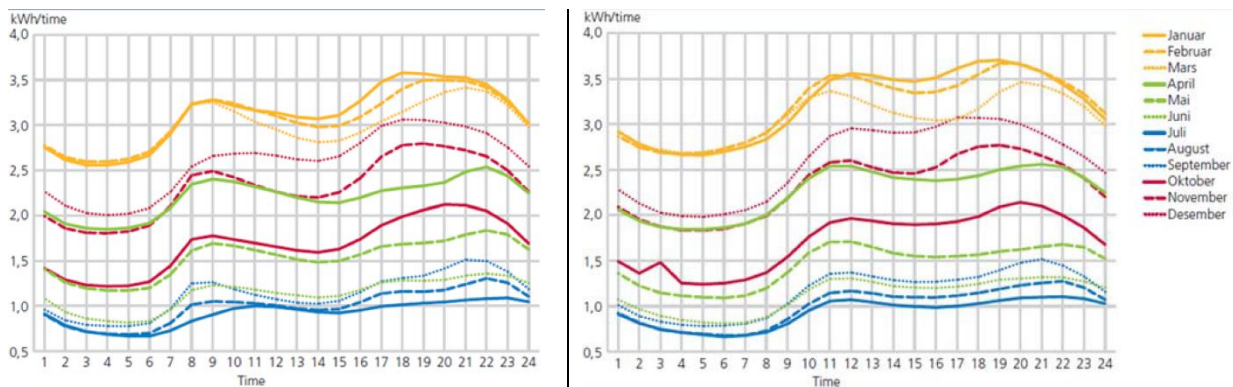 kWh/time
4,0
3,5
3,0
2,5
2,0
1,5
1,0
0,5
1 2 3 4 5 6 7 8 9 10 11 12 13 14 15 16 17 18 19 20 21 22 23 24
Time
kWh/time
4,0
3,5
3,0
2,5
2,0
1,5
1,0
0,5
1 2 3 4 5 6 7 8 9 10 11 12 13 14 15 16 17 18 19 20 21 22 23 24
Time
Januar
Februar
Mars
April
Mai
Juni
Juli
August
September
Oktober
November
Desember